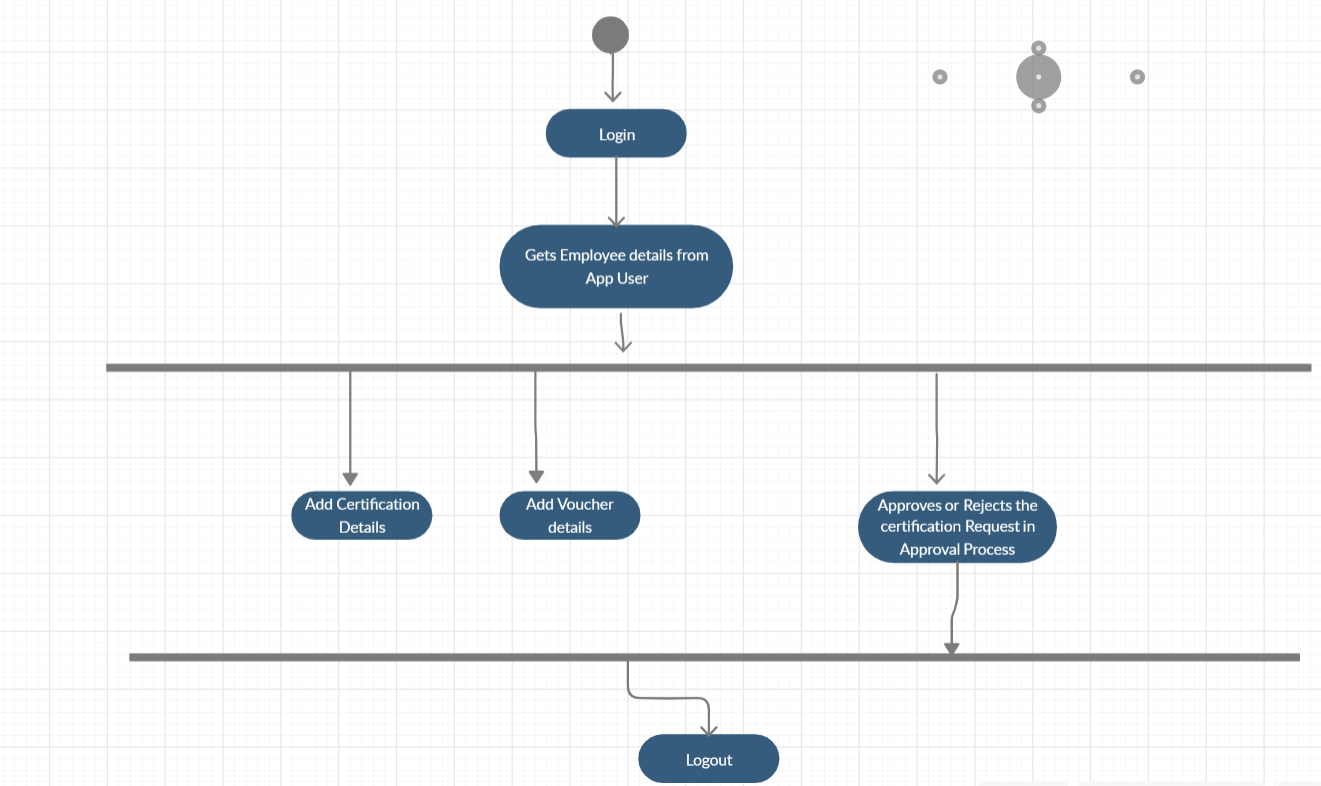 Login
Gets Employee details from
App User
Add Certification
Details
Add Voucher
details
Approves or Rejects the
certification Request in
Approval Process
Logout